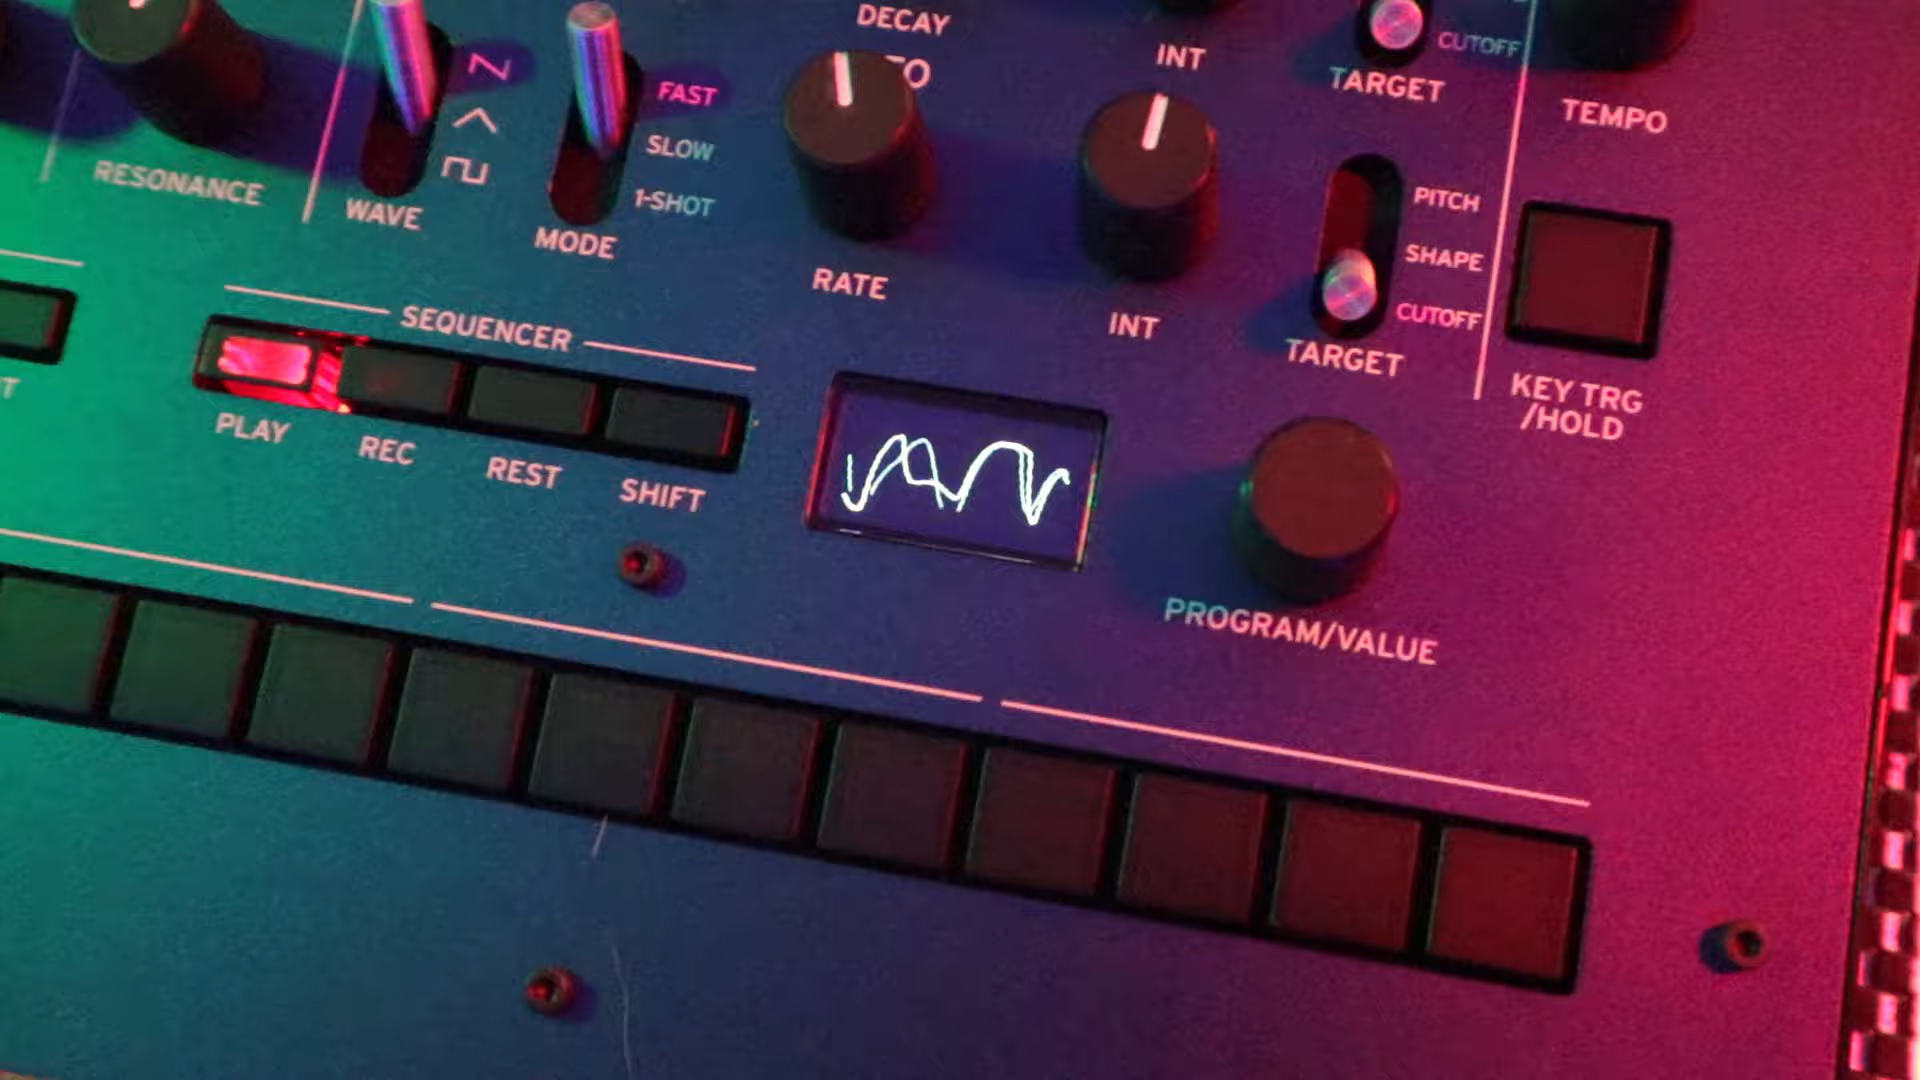 DECAY
INT
CUTOFF
TARGET
TEMPO
FAST
SLOW
1-SHOT
RESONANCE
WAVE
MODE
RATE
INT
PITCH
SHAPE
CUTOFF
TARGET
KEY TRG
/HOLD
SEQUENCER
PLAY
REC
REST
SHIFT
PROGRAM/VALUE